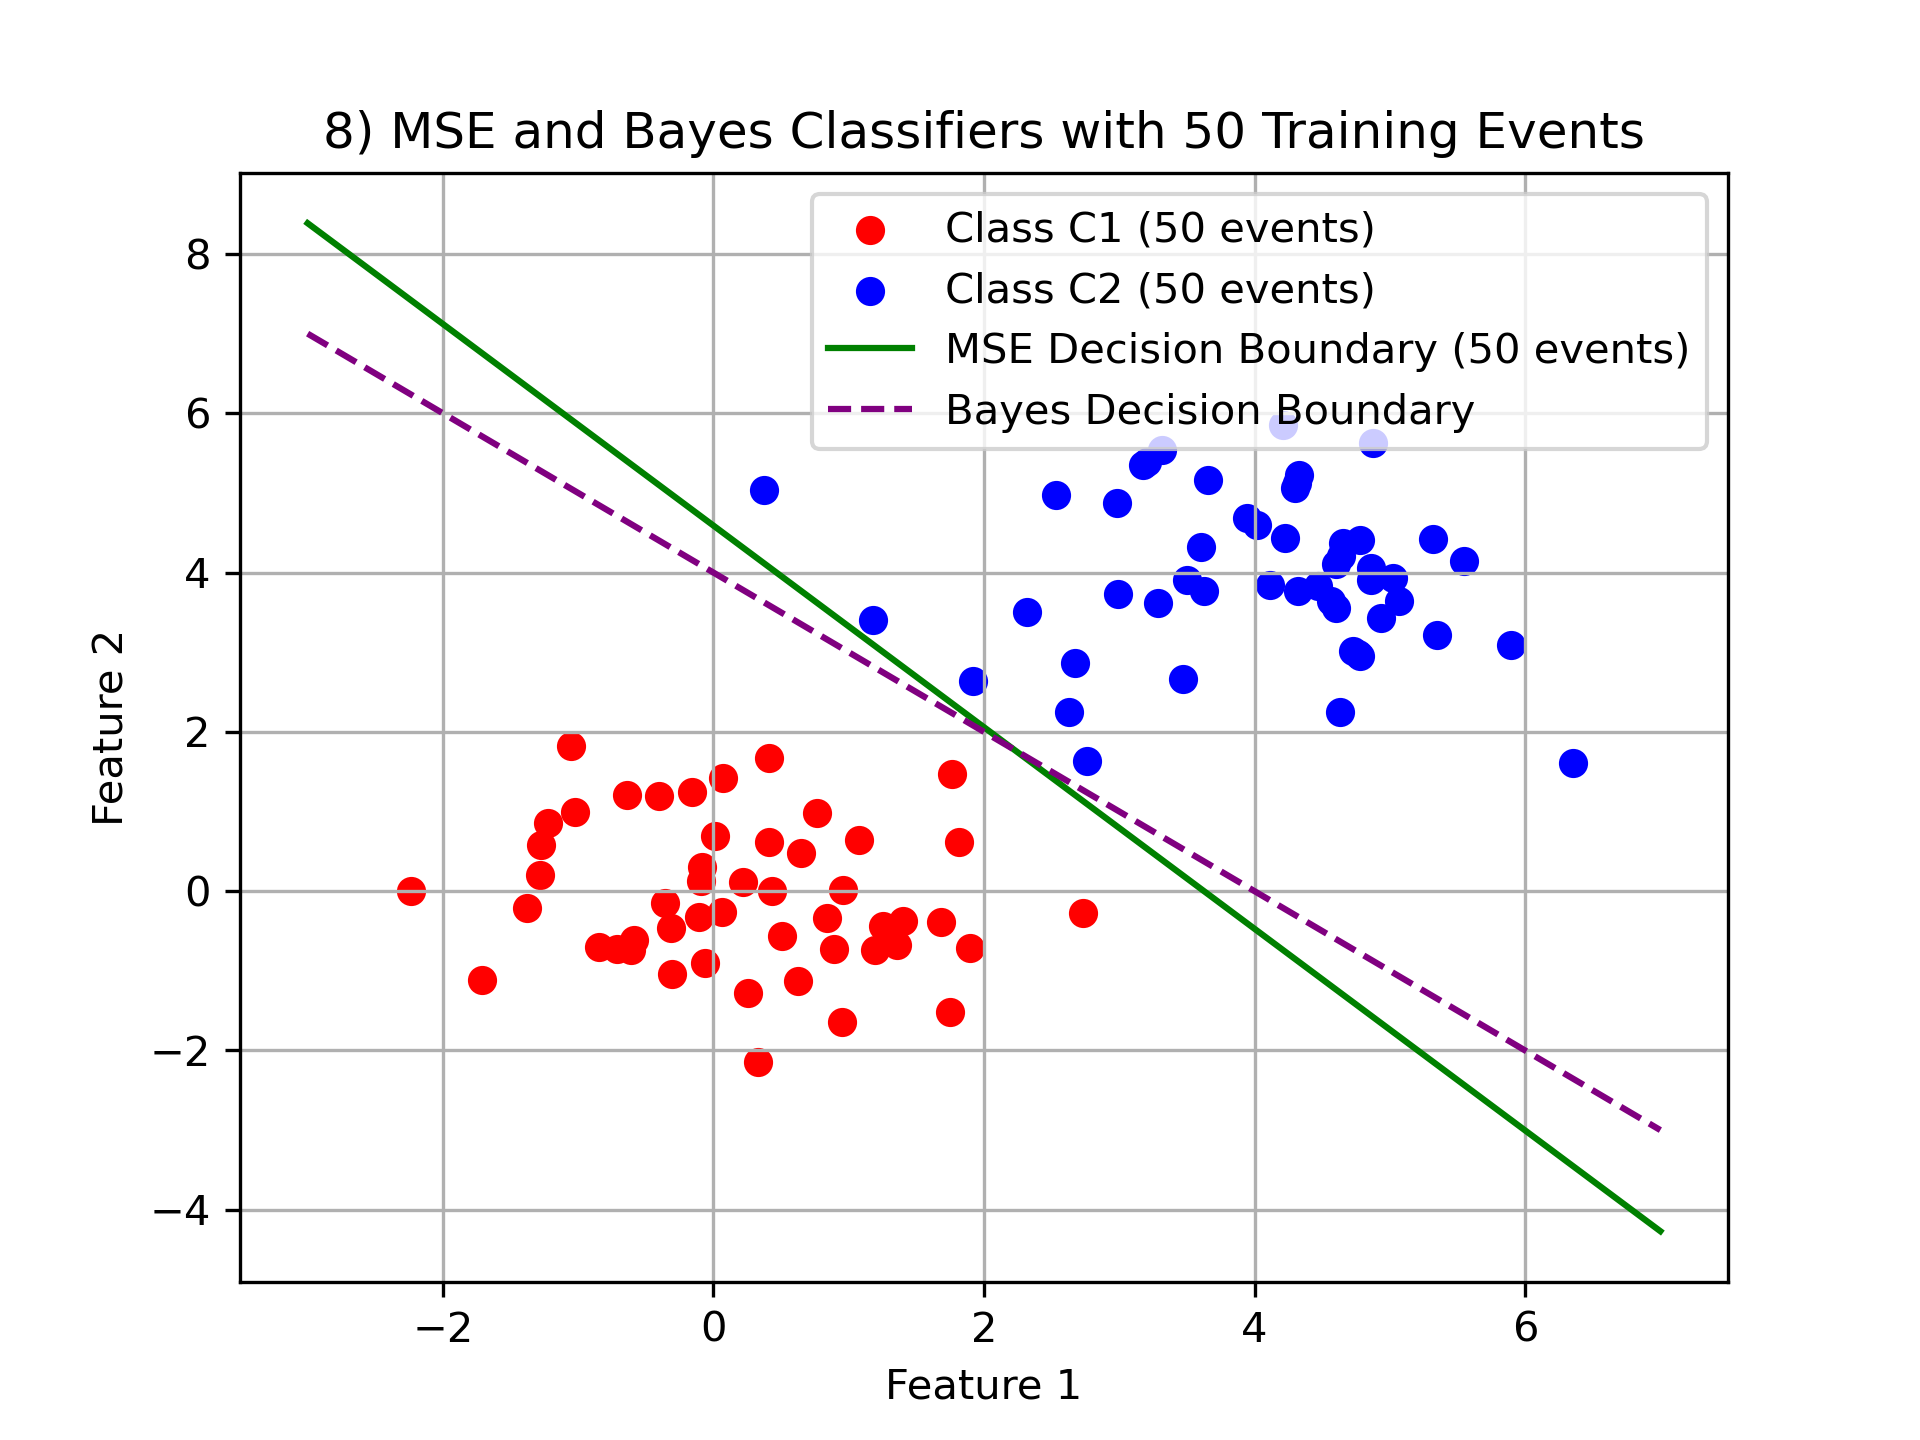 8) MSE and Bayes Classifiers with 50 Training Events
Class C1 (50 events)
Class C2 (50 events)
MSE Decision Boundary (50 events)
Bayes Decision Boundary
8
6
4
2
0
−2
−4
Feature 2
−2 0 2 4 6
Feature 1